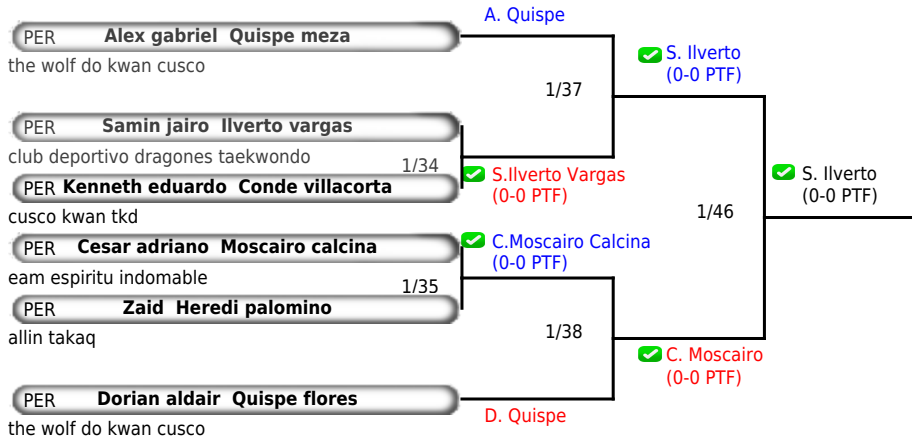 A. Quispe
PER Alex gabriel Quispe meza
the wolf do kwan cusco
S. Ilverto
(0-0 PTF)
1/37
PER Samin jairo Ilverto vargas
club deportivo dragones taekwondo
1/34
S.Ilverto Vargas
(0-0 PTF)
PER Kenneth eduardo Conde villacorta
cusco kwan tkd
S. Ilverto
(0-0 PTF)
1/46
PER Cesar adriano Moscairo calcina
eam espiritu indomable
C.Moscairo Calcina
(0-0 PTF)
1/35
PER Zaid Heredi palomino
allin takaq
1/38
C. Moscairo
(0-0 PTF)
PER Dorian aldair Quispe flores
the wolf do kwan cusco
D. Quispe